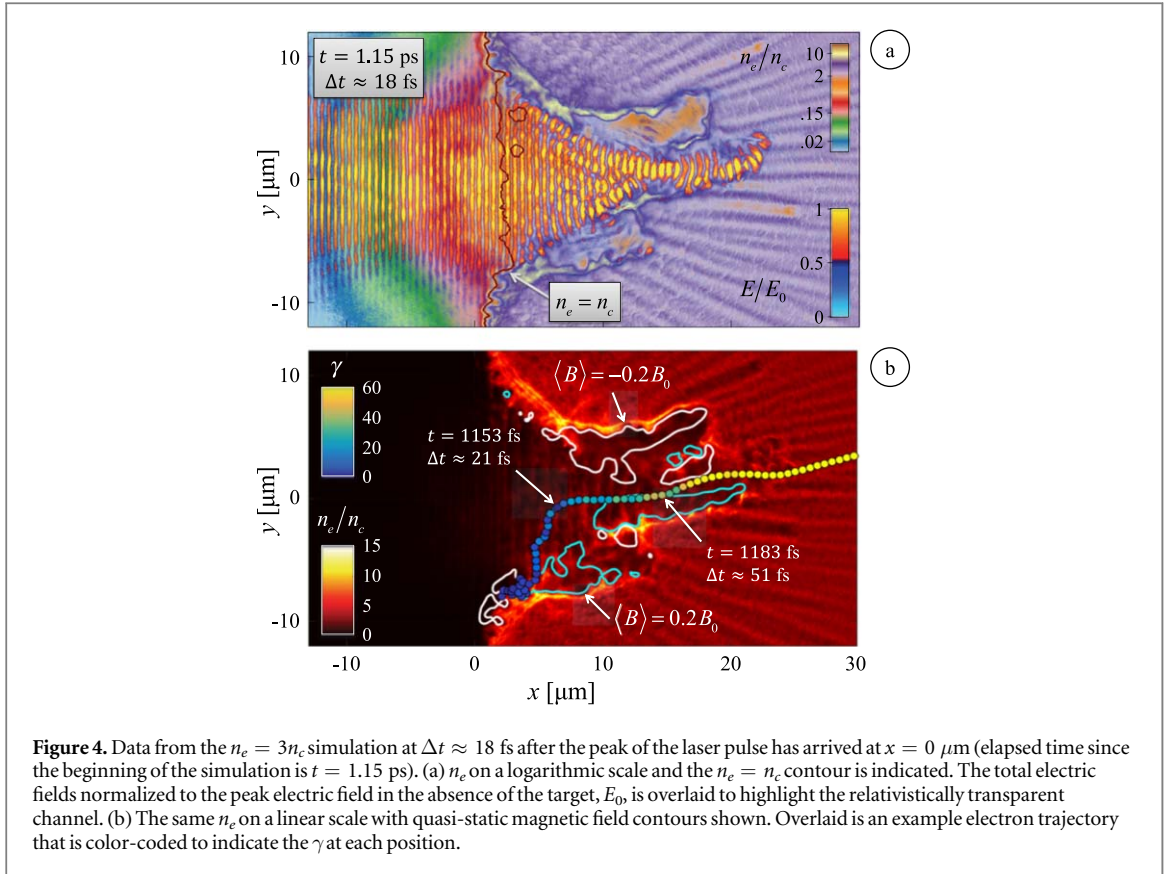 a
t = 1.15 ps
Δt ≈ 18 fs
n_e/n_c
10
2
.15
.02
1
0.5
0
E/E_0
n_e = n_c
10
0
-10
y [μm]
b
γ
60
40
20
0
n_e/n_c
15
10
5
0
⟨B⟩ = −0.2B_0
t = 1153 fs
Δt ≈ 21 fs
t = 1183 fs
Δt ≈ 51 fs
⟨B⟩ = 0.2B_0
10
0
-10
y [μm]
-10 0 10 20 30
x [μm]
Figure 4. Data from the n_e = 3n_c simulation at Δt ≈ 18 fs after the peak of the laser pulse has arrived at x = 0 μm (elapsed time since
the beginning of the simulation is t = 1.15 ps). (a) n_e on a logarithmic scale and the n_e = n_c contour is indicated. The total electric
fields normalized to the peak electric field in the absence of the target, E_0, is overlaid to highlight the relativistically transparent
channel. (b) The same n_e on a linear scale with quasi-static magnetic field contours shown. Overlaid is an example electron trajectory
that is color-coded to indicate the γ at each position.